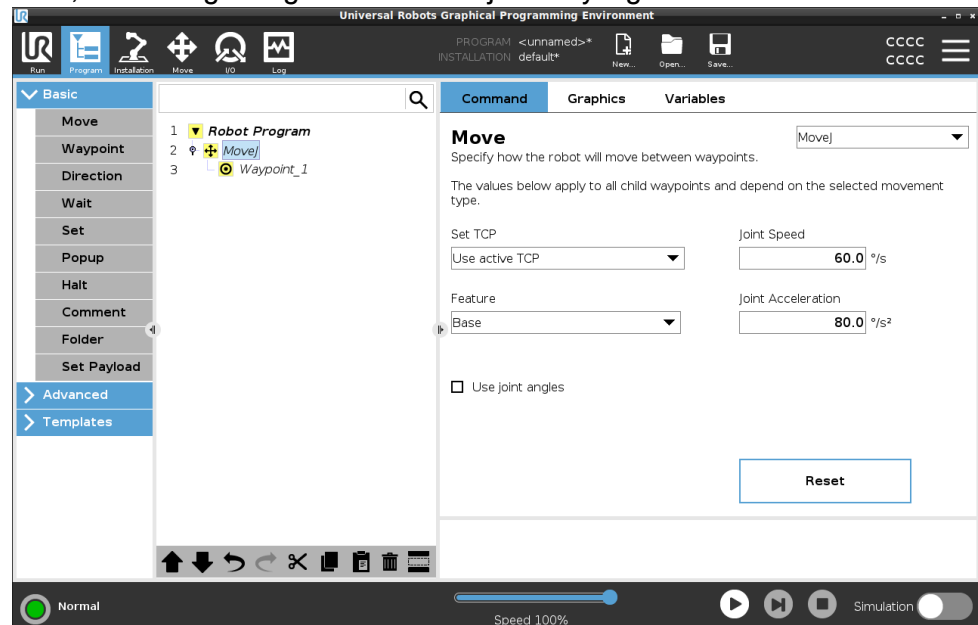 Universal Robots Graphical Programming Environment
Run Program Installation Move I/O Log
PROGRAM <unnamed>*
INSTALLATION default*
New... Open... Save...
CCCC
CCCC
Basic
Move
Waypoint
Direction
Wait
Set
Popup
Halt
Comment
Folder
Set Payload
Advanced
Templates
1 Robot Program
2 MoveJ
3 Waypoint_1
Command Graphics Variables
Move
MoveJ
Specify how the robot will move between waypoints.
The values below apply to all child waypoints and depend on the selected movement
type.
Set TCP
Use active TCP
Joint Speed
60.0 °/s
Feature
Base
Joint Acceleration
80.0 °/s²
Use joint angles
Reset
Normal
Speed 100%
Simulation